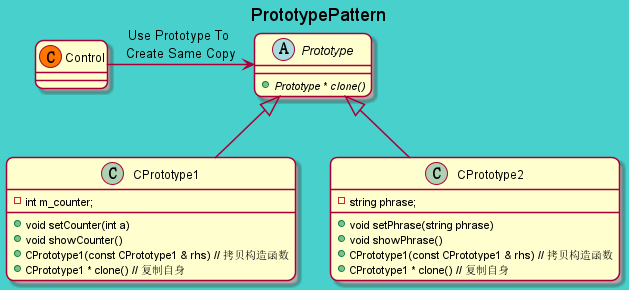 PrototypePattern
C Control
Use Prototype To
Create Same Copy
A Prototype
Prototype * clone()
C CPrototype1
int m_counter;
void setCounter(int a)
void showCounter()
CPrototype1(const CPrototype1 & rhs) // 拷贝构造函数
CPrototype1 * clone() // 复制自身
C CPrototype2
string phrase;
void setPhrase(string phrase)
void showPhrase()
CPrototype1(const CPrototype1 & rhs) // 拷贝构造函数
CPrototype1 * clone() // 复制自身